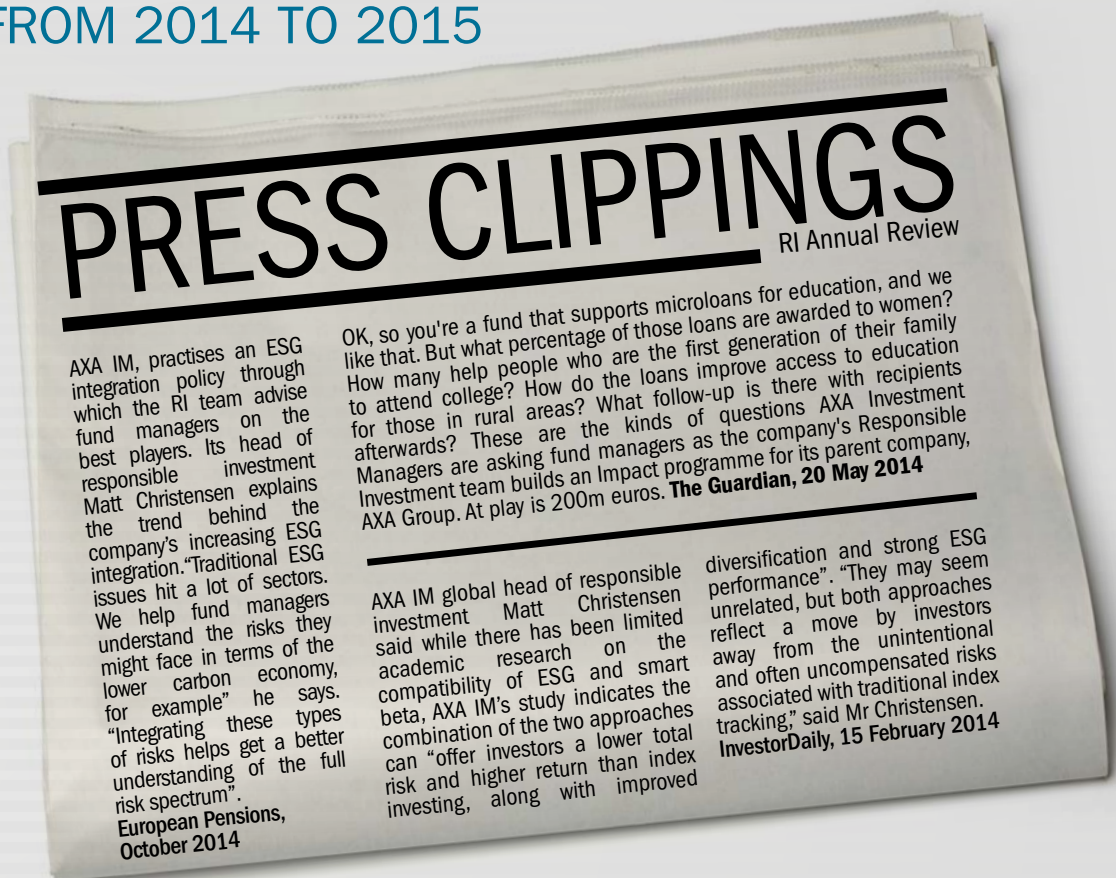 FROM 2014 TO 2015
PRESS CLIPPINGS
RI Annual Review
AXA IM, practises an ESG
integration policy through
which the RI team advise
fund managers on the
best players. Its head of
responsible investment
Matt Christensen explains
the trend behind the
company's increasing ESG
integration.“Traditional ESG
issues hit a lot of sectors.
We help fund managers
understand the risks they
might face in terms of the
lower carbon economy,
for example” he says.
“Integrating these types
of risks helps get a better
understanding of the full
risk spectrum”.
European Pensions,
October 2014
OK, so you're a fund that supports microloans for education, and we
like that. But what percentage of those loans are awarded to women?
How many help people who are the first generation of their family
to attend college? How do the loans improve access to education
for those in rural areas? What follow-up is there with recipients
afterwards? These are the kinds of questions AXA Investment
Managers are asking fund managers as the company's Responsible
Investment team builds an Impact programme for its parent company,
AXA Group. At play is 200m euros. The Guardian, 20 May 2014
AXA IM global head of responsible
investment Matt Christensen
said while there has been limited
academic research on the
compatibility of ESG and smart
beta, AXA IM's study indicates the
combination of the two approaches
can “offer investors a lower total
risk and higher return than index
investing, along with improved
diversification and strong ESG
performance”. “They may seem
unrelated, but both approaches
reflect a move by investors
away from the unintentional
and often uncompensated risks
associated with traditional index
tracking,” said Mr Christensen.
InvestorDaily, 15 February 2014